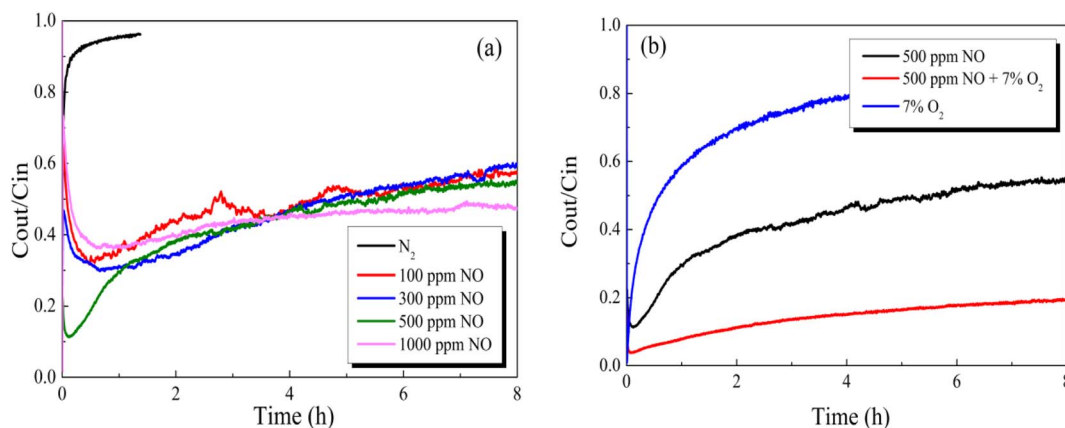 (a)
Cout/Cin
1.0
0.8
0.6
0.4
0.2
0.0
N₂
100 ppm NO
300 ppm NO
500 ppm NO
1000 ppm NO
0 2 4 6 8
Time (h)
(b)
Cout/Cin
1.0
0.8
0.6
0.4
0.2
0.0
500 ppm NO
500 ppm NO + 7% O₂
7% O₂
0 2 4 6 8
Time (h)